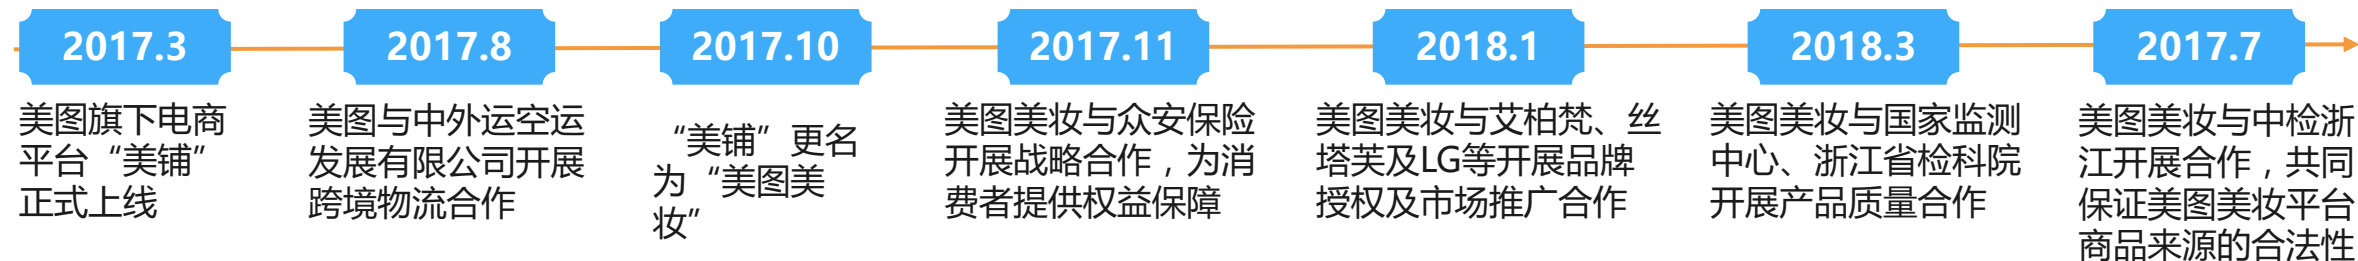 2017.3
美图旗下电商
平台“美铺”
正式上线
2017.8
美图与中外运空运
发展有限公司开展
跨境物流合作
2017.10
“美铺”更名
为“美图美
妆”
2017.11
美图美妆与众安保险
开展战略合作，为消
费者提供权益保障
2018.1
美图美妆与艾柏梵、丝
塔芙及LG等开展品牌
授权及市场推广合作
2018.3
美图美妆与国家监测
中心、浙江省检科院
开展产品质量合作
2017.7
美图美妆与中检浙
江开展合作，共同
保证美图美妆平台
商品来源的合法性